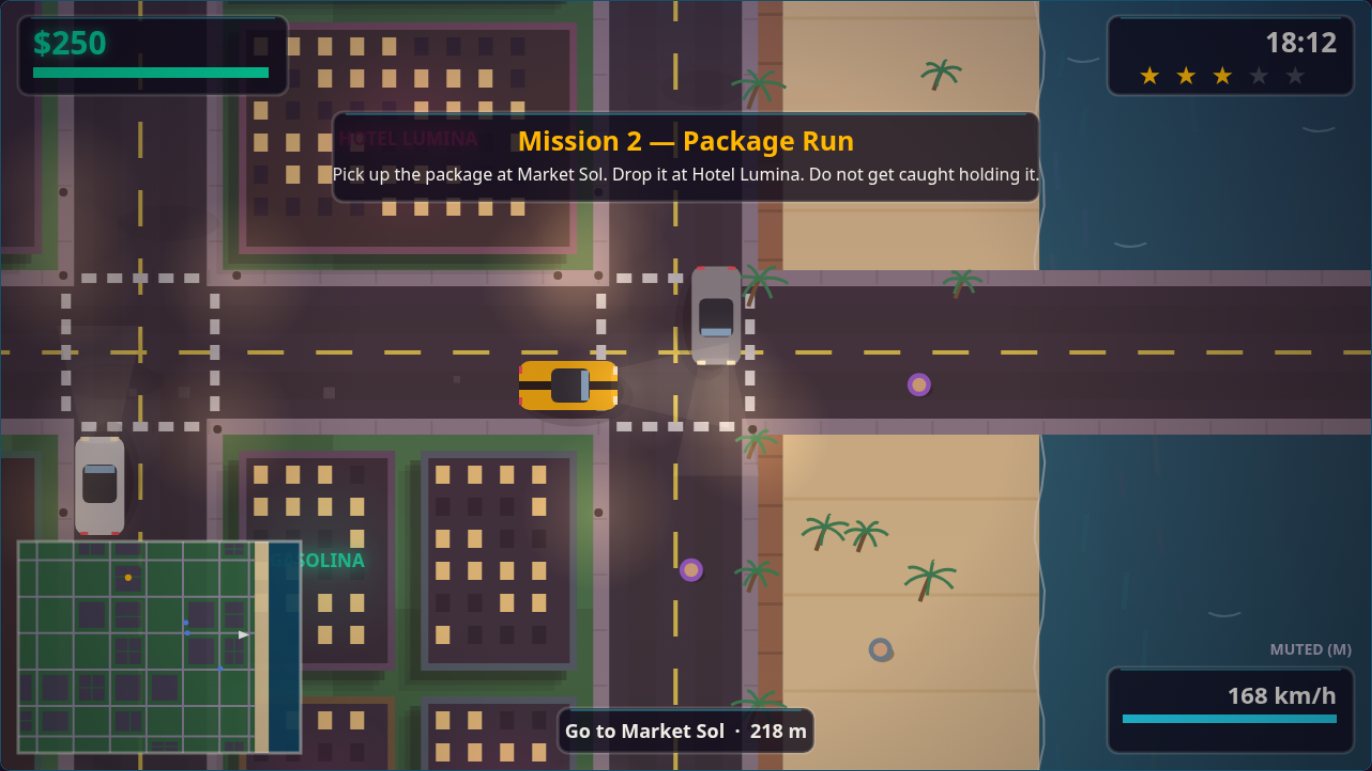 $250
18:12
HOTEL LUMINA
Mission 2 — Package Run
Pick up the package at Market Sol. Drop it at Hotel Lumina. Do not get caught holding it.
GASOLINA
MUTED (M)
168 km/h
Go to Market Sol · 218 m